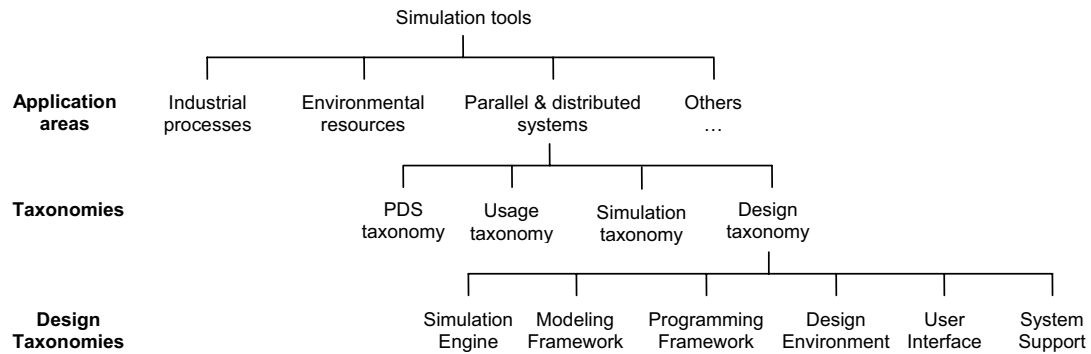 Simulation tools
Application Industrial Environmental Parallel & distributed Others
areas processes resources systems …
Taxonomies PDS Usage Simulation Design
taxonomy taxonomy taxonomy taxonomy
Design Simulation Modeling Programming Design User System
Taxonomies Engine Framework Framework Environment Interface Support